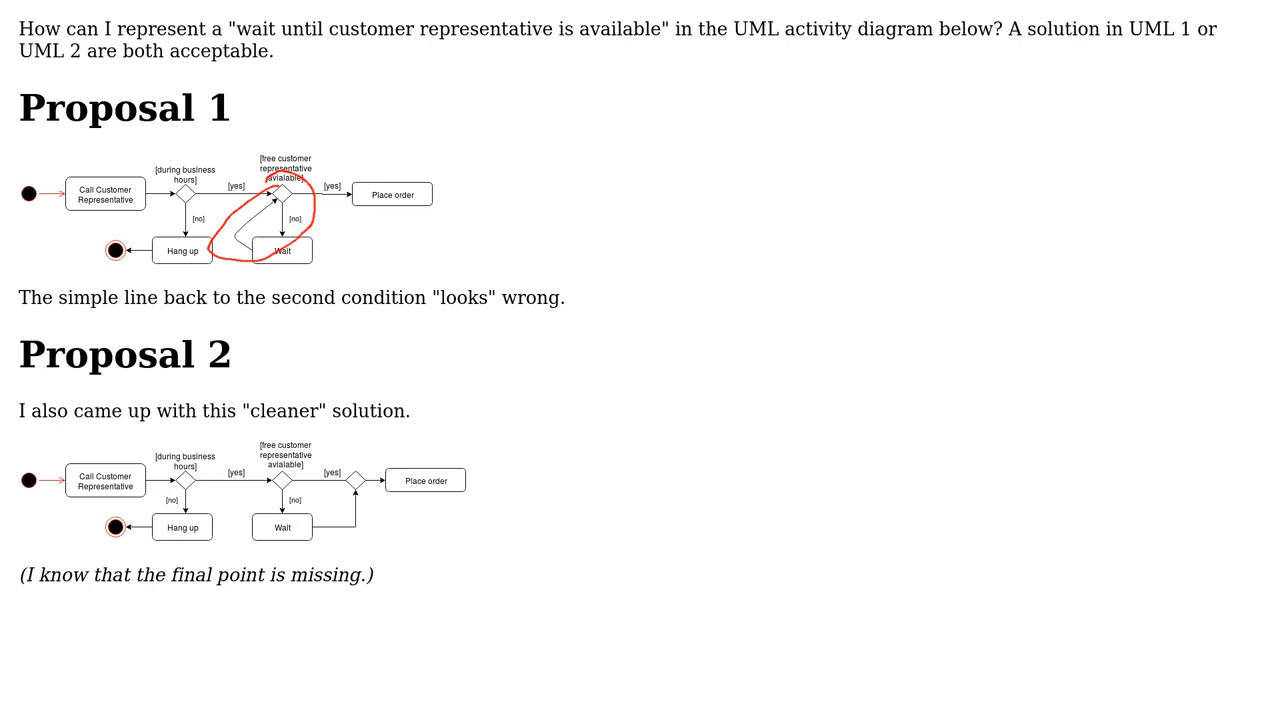 How can I represent a "wait until customer representative is available" in the UML activity diagram below? A solution in UML 1 or
UML 2 are both acceptable.
Proposal 1
[during business
hours]
[free customer
representative
avialable]
Call Customer
Representative
[yes]
[yes]
Place order
[no]
[no]
Hang up
Wait
The simple line back to the second condition "looks" wrong.
Proposal 2
I also came up with this "cleaner" solution.
[during business
hours]
[free customer
representative
avialable]
Call Customer
Representative
[yes]
[yes]
Place order
[no]
[no]
Hang up
Wait
(I know that the final point is missing.)